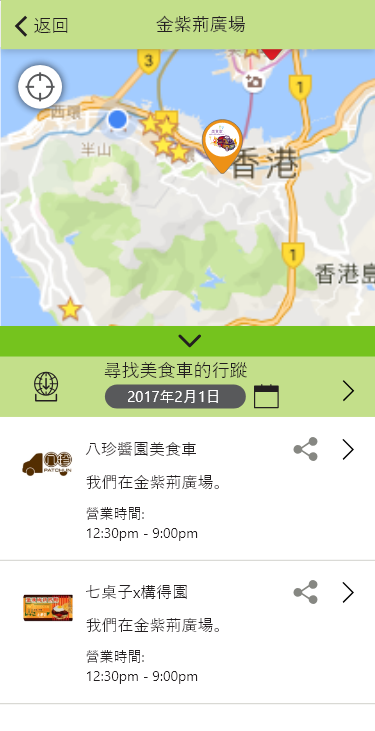 返回
金紫荊廣場
3
1
西環
半山
香港
1
香港島
尋找美食車的行蹤
2017年2月1日
八珍醬園美食車
八珍
PATCHUN
我們在金紫荊廣場。
營業時間:
12:30pm - 9:00pm
七桌子x構得園
我們在金紫荊廣場。
營業時間:
12:30pm - 9:00pm